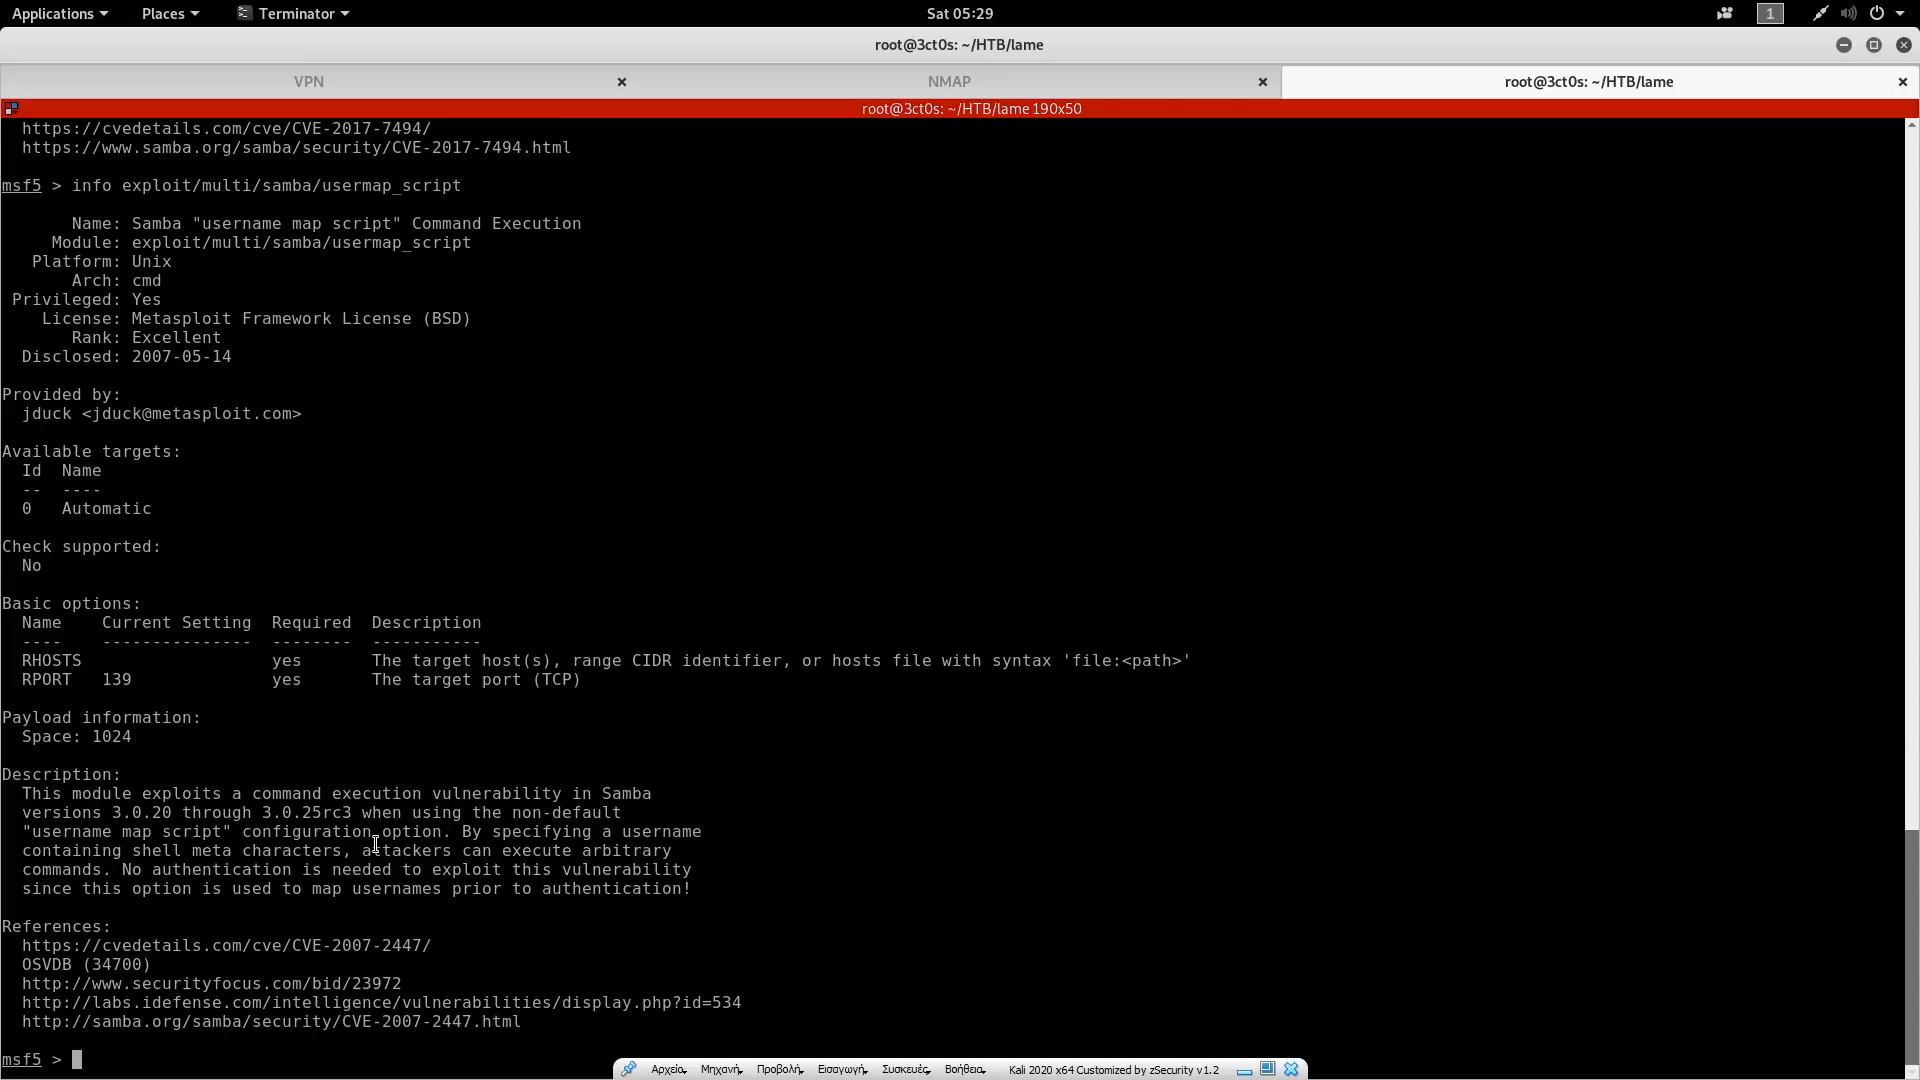 Applications Places Terminator Sat 05:29 1
root@3ct0s: ~/HTB/lame
VPN NMAP root@3ct0s: ~/HTB/lame
root@3ct0s: ~/HTB/lame 190x50
https://cvedetails.com/cve/CVE-2017-7494/
https://www.samba.org/samba/security/CVE-2017-7494.html
msf5 > info exploit/multi/samba/usermap_script
Name: Samba "username map script" Command Execution
Module: exploit/multi/samba/usermap_script
Platform: Unix
Arch: cmd
Privileged: Yes
License: Metasploit Framework License (BSD)
Rank: Excellent
Disclosed: 2007-05-14
Provided by:
jduck <jduck@metasploit.com>
Available targets:
Id  Name
--  ----
0   Automatic
Check supported:
No
Basic options:
Name    Current Setting  Required  Description
----    ---------------  --------  -----------
RHOSTS                   yes       The target host(s), range CIDR identifier, or hosts file with syntax 'file:<path>'
RPORT   139              yes       The target port (TCP)
Payload information:
Space: 1024
Description:
This module exploits a command execution vulnerability in Samba
versions 3.0.20 through 3.0.25rc3 when using the non-default
"username map script" configuration option. By specifying a username
containing shell meta characters, attackers can execute arbitrary
commands. No authentication is needed to exploit this vulnerability
since this option is used to map usernames prior to authentication!
References:
https://cvedetails.com/cve/CVE-2007-2447/
OSVDB (34700)
http://www.securityfocus.com/bid/23972
http://labs.idefense.com/intelligence/vulnerabilities/display.php?id=534
http://samba.org/samba/security/CVE-2007-2447.html
msf5 >
Αρχείο Μηχανή Προβολή Εισαγωγή Συσκευές Βοήθεια Kali 2020 x64 Customized by zSecurity v1.2